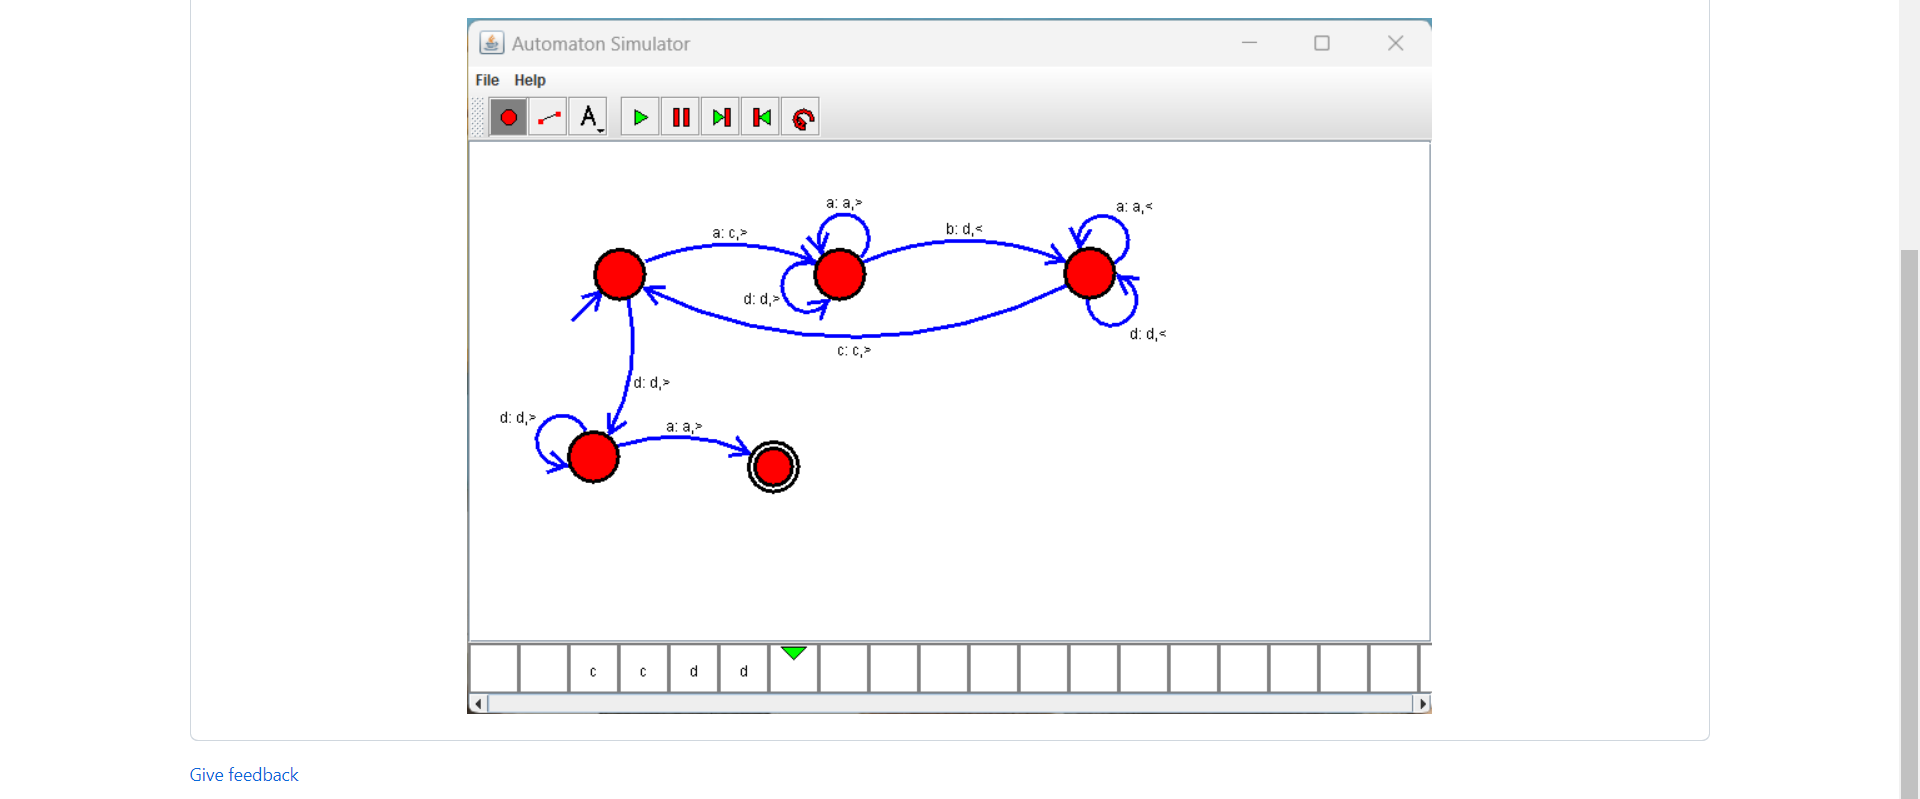 Automaton Simulator
File Help
A
a: a,>
a: a,<
a: c,>
b: d,<
d: d,>
d: d,<
c: c,>
d: d,>
d: d,>
a: a,>
c c d d
Give feedback